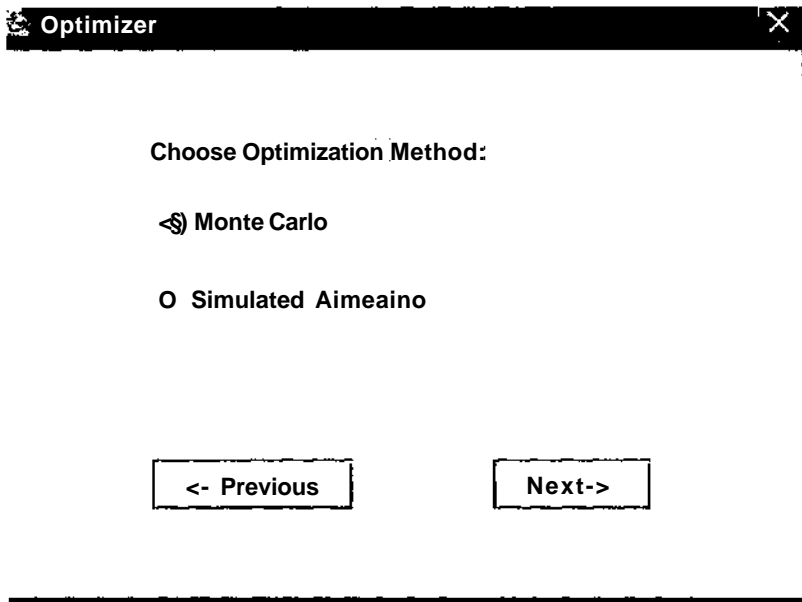 Optimizer
Choose Optimization Method:
<§) Monte Carlo
O Simulated Aimeaino
<- Previous
Next->